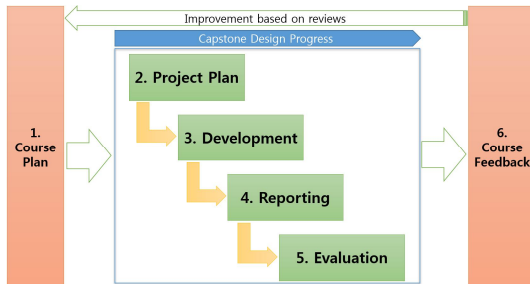 Improvement based on reviews
Capstone Design Progress
1.
Course
Plan
2. Project Plan
3. Development
4. Reporting
5. Evaluation
6.
Course
Feedback